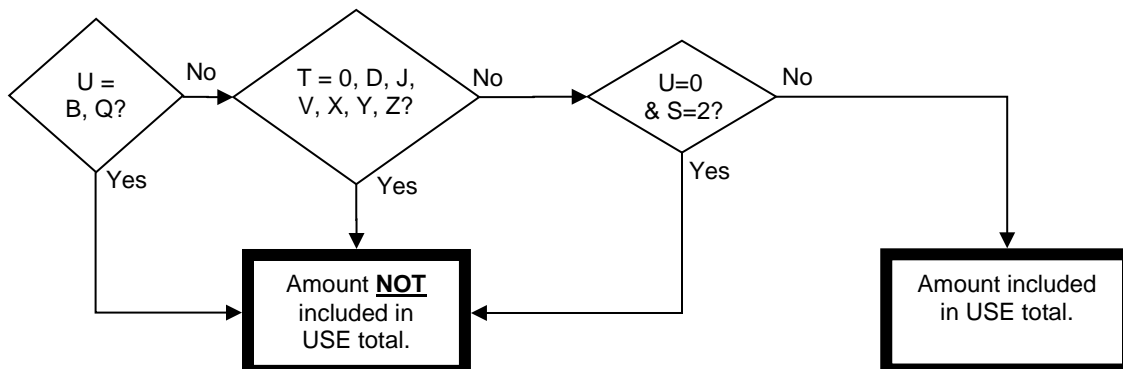 U =
B, Q?
No
Yes
T = 0, D, J,
V, X, Y, Z?
No
Yes
U=0
& S=2?
No
Yes
Amount NOT
included in
USE total.
Amount included
in USE total.